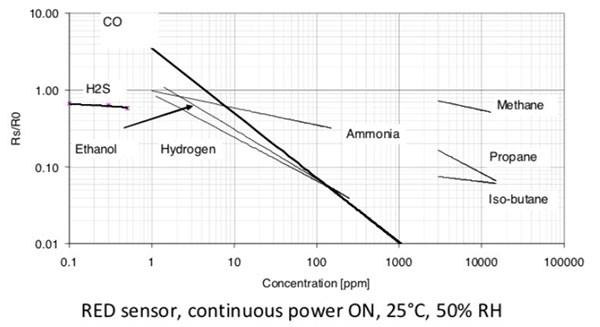 10.00
CO
1.00
H2S
Methane
Rs/R0
Ammonia
Ethanol
Hydrogen
Propane
0.10
Iso-butane
0.01
0.1 1 10 100 1000 10000 100000
Concentration [ppm]
RED sensor, continuous power ON, 25°C, 50% RH